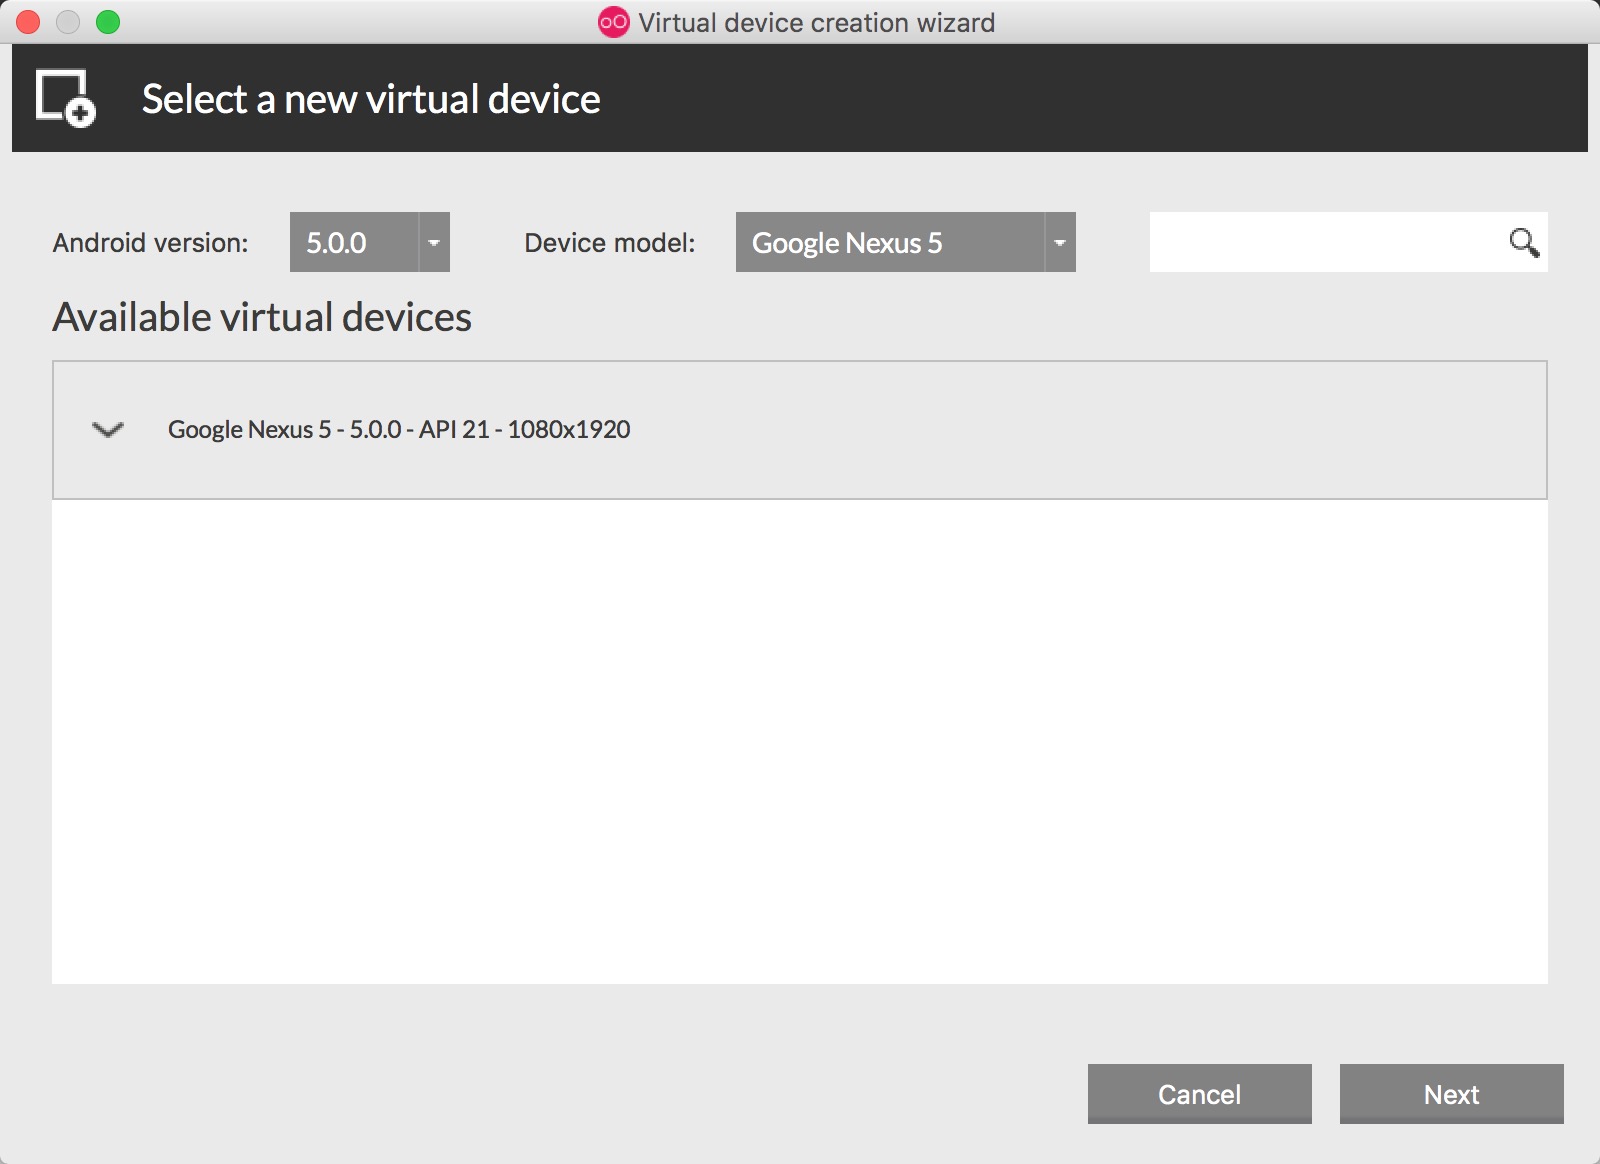 Virtual device creation wizard
Select a new virtual device
Android version: 5.0.0 Device model: Google Nexus 5
Available virtual devices
Google Nexus 5 - 5.0.0 - API 21 - 1080x1920
Cancel Next